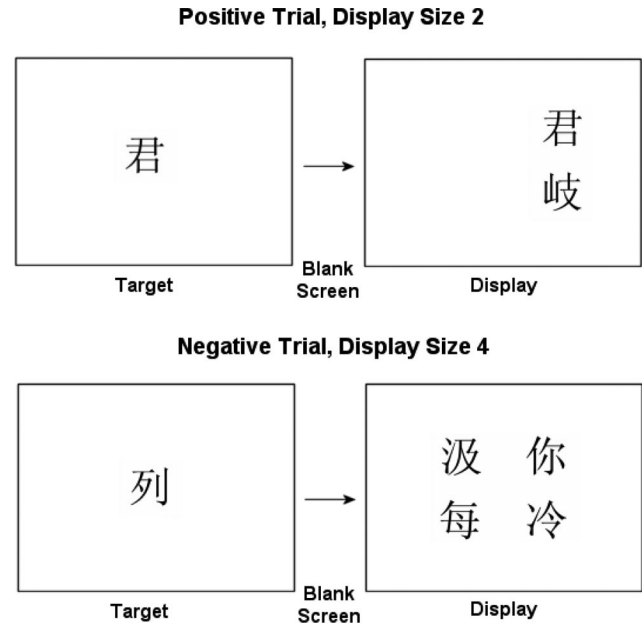 Positive Trial, Display Size 2
君
君
岐
Target
Blank
Screen
Display
Negative Trial, Display Size 4
列
汲 你
每 冷
Target
Blank
Screen
Display